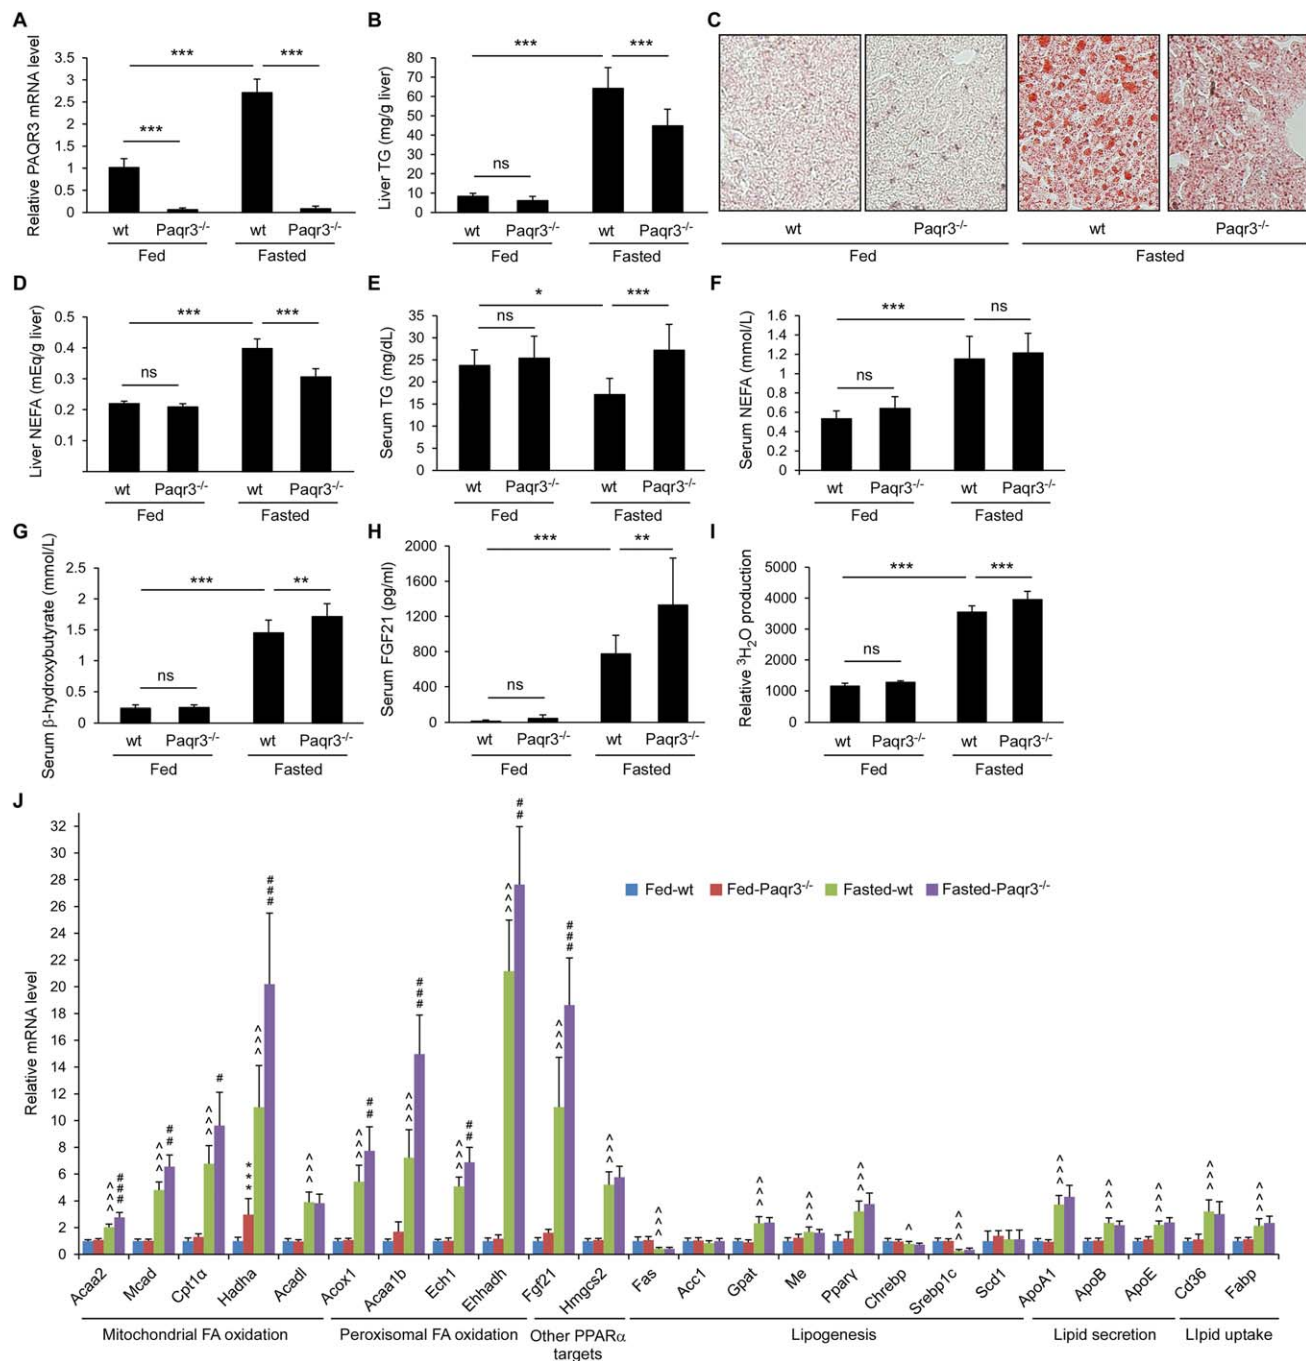 A
Relative PAQR3 mRNA level
3.5
3
2.5
2
1.5
1
0.5
0
***
***
***
wt
Paqr3-/-
wt
Paqr3-/-
Fed
Fasted
B
Liver TG (mg/g liver)
80
70
60
50
40
30
20
10
0
***
***
ns
wt
Paqr3-/-
wt
Paqr3-/-
Fed
Fasted
C
wt
Paqr3-/-
wt
Paqr3-/-
Fed
Fasted
D
Liver NEFA (mEq/g liver)
0.4
0.3
0.2
0.1
***
***
ns
wt
Paqr3-/-
wt
Paqr3-/-
Fed
Fasted
E
Serum TG (mg/dL)
35
30
25
20
15
10
5
0
*
***
ns
wt
Paqr3-/-
wt
Paqr3-/-
Fed
Fasted
F
Serum NEFA (mmol/L)
1.6
1.4
1.2
1
0.8
0.6
0.4
0.2
0
***
ns
ns
wt
Paqr3-/-
wt
Paqr3-/-
Fed
Fasted
G
Serum β-hydroxybutyrate (mmol/L)
2.5
2
1.5
1
0.5
0
***
**
ns
wt
Paqr3-/-
wt
Paqr3-/-
Fed
Fasted
H
Serum FGF21 (pg/ml)
2000
1600
1200
800
400
0
***
**
ns
wt
Paqr3-/-
wt
Paqr3-/-
Fed
Fasted
I
Relative ³H₂O production
5000
4000
3000
2000
1000
0
***
***
ns
wt
Paqr3-/-
wt
Paqr3-/-
Fed
Fasted
J
Relative mRNA level
32
30
28
26
24
22
20
18
16
14
12
10
8
6
4
2
0
Fed-wt
Fed-Paqr3-/-
Fasted-wt
Fasted-Paqr3-/-
^^^
###
^^^
##
^^^
#
***
^^^
###
^^^
^^^
##
^^^
###
^^^
##
^^^
##
^^^
###
^^^
^^^
^^^
^^^
^^^
^
^^^
^^^
^^^
^^^
^^^
^^^
Acaa2
Mcad
Cpt1α
Hadha
Acadl
Acox1
Acaa1b
Ech1
Ehhadh
Fgf21
Hmgcs2
Fas
Acc1
Gpat
Me
Pparγ
Chrebp
Srebp1c
Scd1
ApoA1
ApoB
ApoE
Cd36
Fabp
Mitochondrial FA oxidation
Peroxisomal FA oxidation
Other PPARα
targets
Lipogenesis
Lipid secretion
LIpid uptake